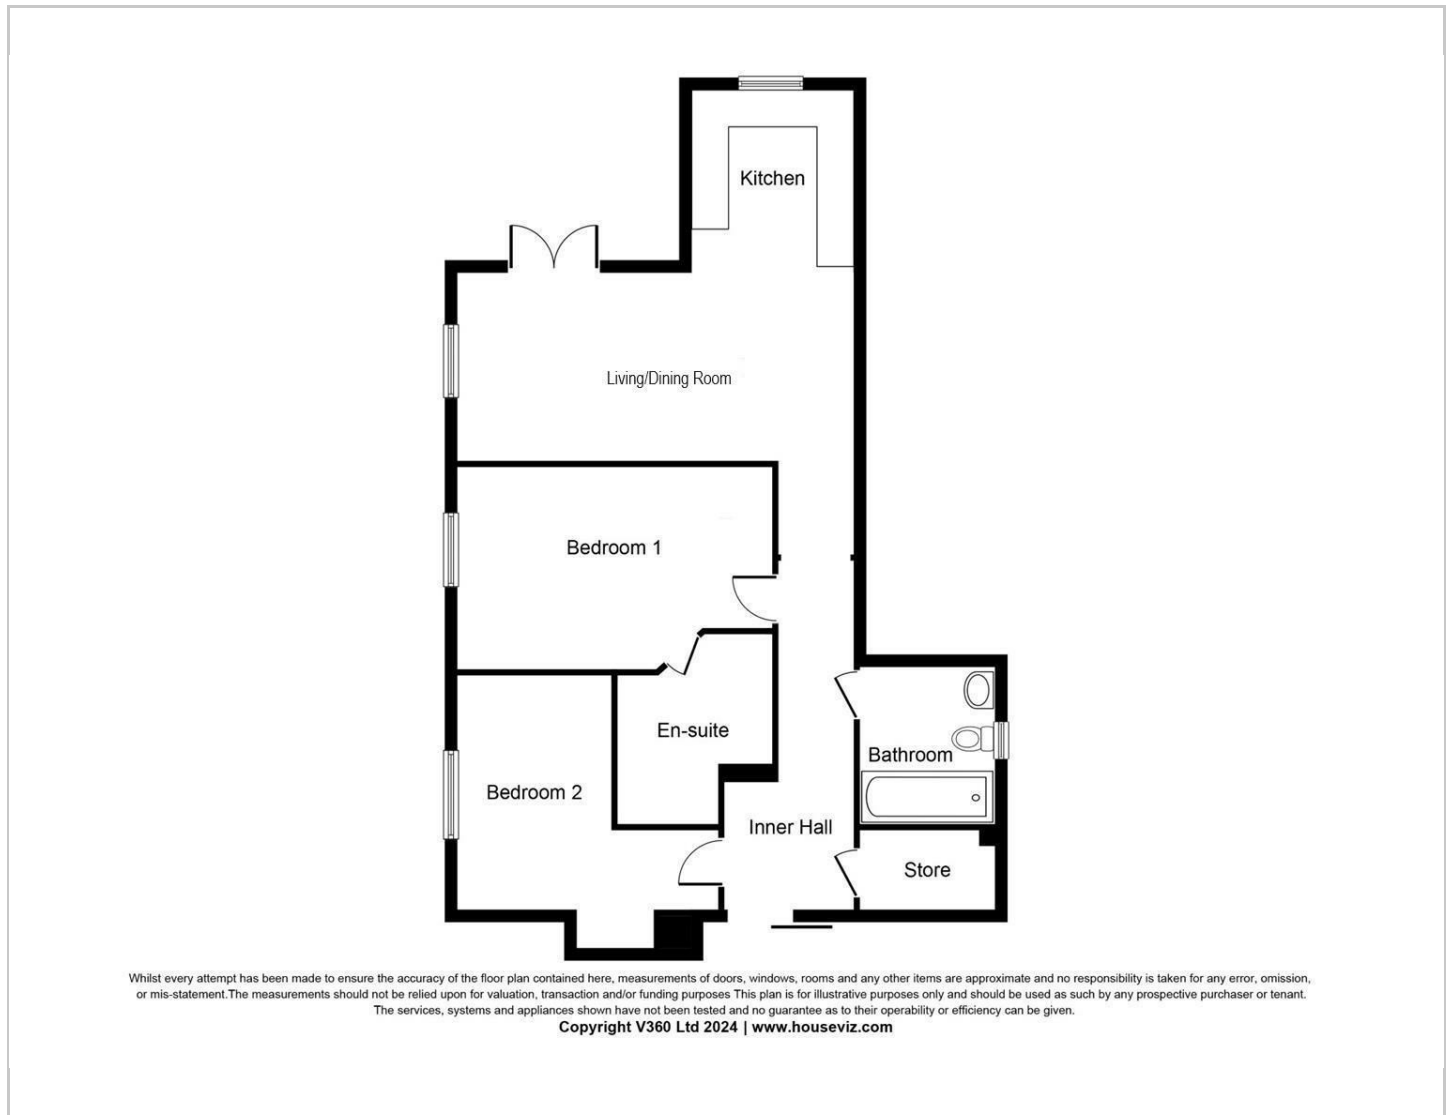 Kitchen
Living/Dining Room
Bedroom 1
En-suite
Bathroom
Bedroom 2
Inner Hall
Store
Whilst every attempt has been made to ensure the accuracy of the floor plan contained here, measurements of doors, windows, rooms and any other items are approximate and no responsibility is taken for any error, omission,
or mis-statement.The measurements should not be relied upon for valuation, transaction and/or funding purposes This plan is for illustrative purposes only and should be used as such by any prospective purchaser or tenant.
The services, systems and appliances shown have not been tested and no guarantee as to their operability or efficiency can be given.
Copyright V360 Ltd 2024 | www.houseviz.com